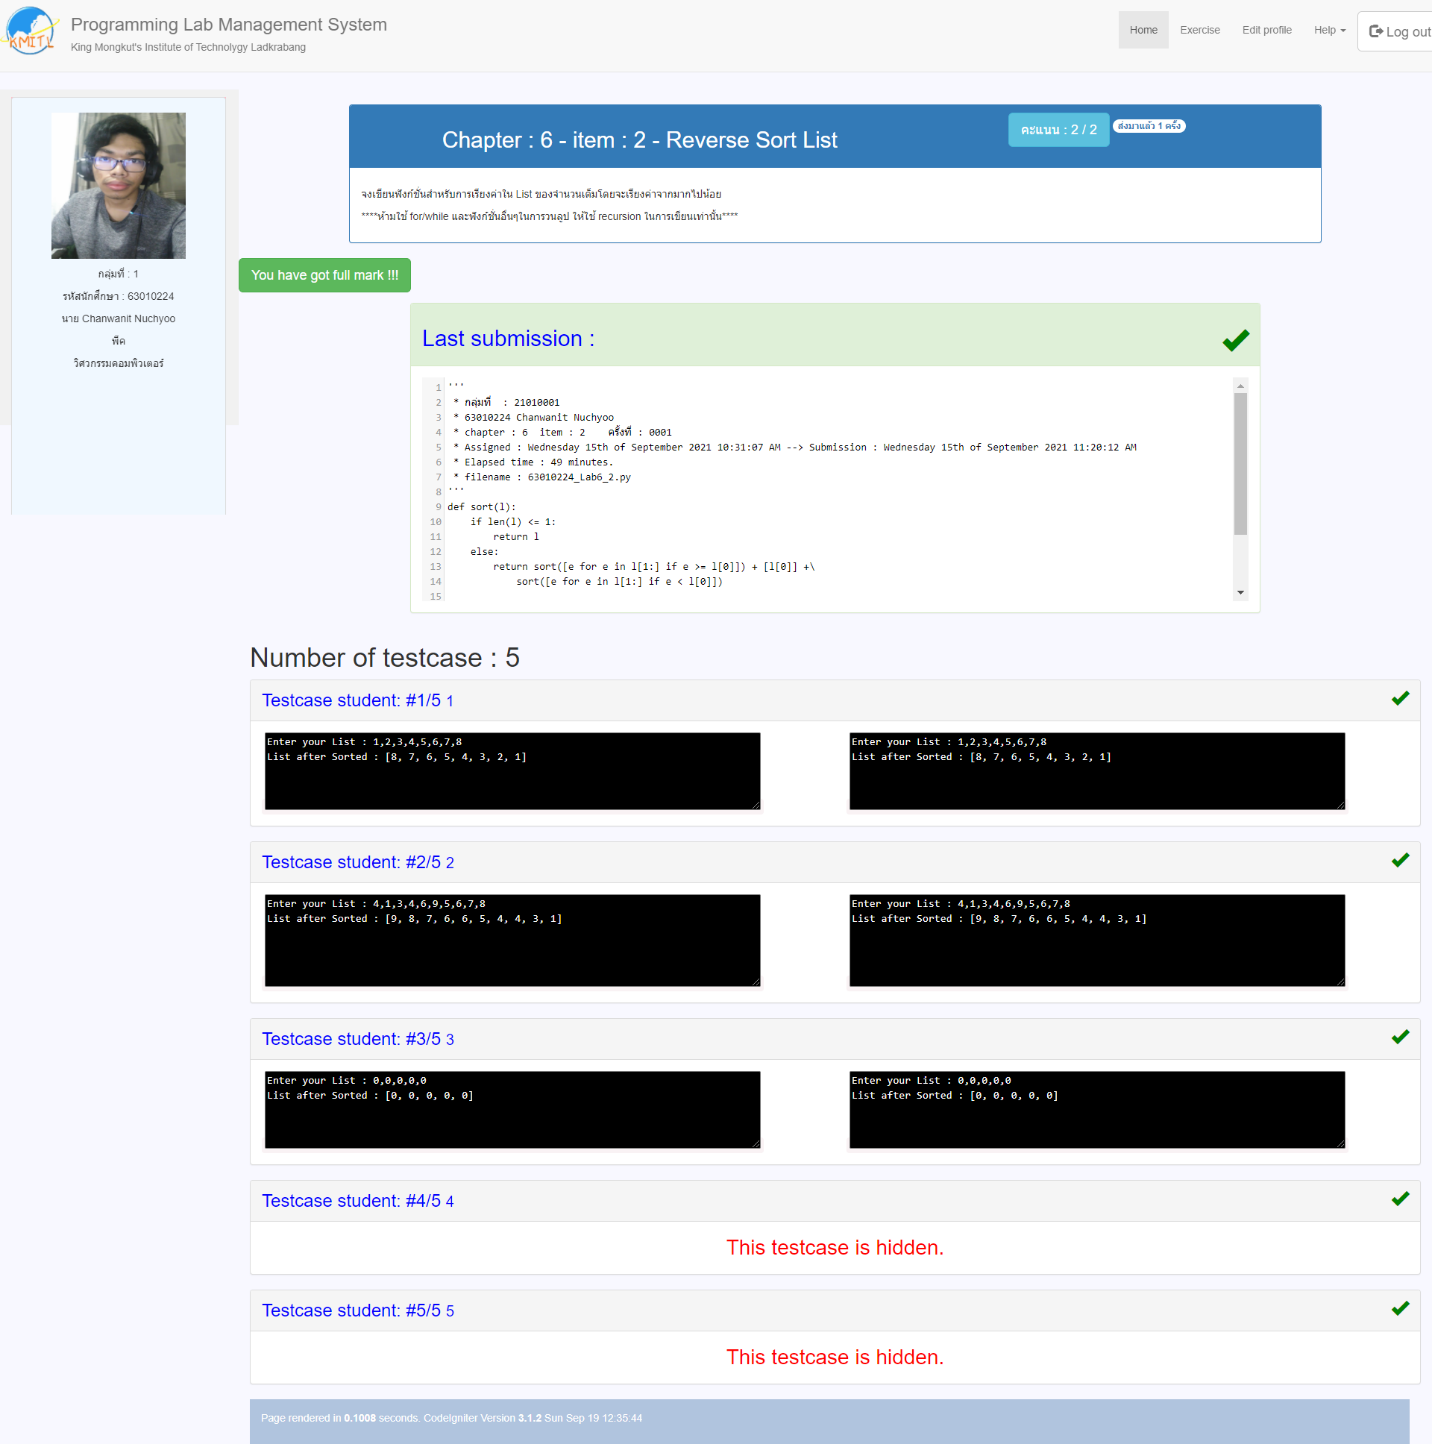 KMITL
Programming Lab Management System
King Mongkut's Institute of Technolygy Ladkrabang
Home
Exercise
Edit profile
Help
Log out
กลุ่มที่ : 1
รหัสนักศึกษา : 63010224
นาย Chanwanit Nuchyoo
พีค
วิศวกรรมคอมพิวเตอร์
Chapter : 6 - item : 2 - Reverse Sort List
คะแนน : 2 / 2
ส่งมาแล้ว 1 ครั้ง
จงเขียนฟังก์ชั่นสำหรับการเรียงค่าใน List ของจำนวนเต็มโดยจะเรียงค่าจากมากไปน้อย
****ห้ามใช้ for/while และฟังก์ชั่นอื่นๆในการวนลูป ให้ใช้ recursion ในการเขียนเท่านั้น****
You have got full mark !!!
Last submission :
1 '''
2 * กลุ่มที่ : 21010001
3 * 63010224 Chanwanit Nuchyoo
4 * chapter : 6 item : 2 ครั้งที่ : 0001
5 * Assigned : Wednesday 15th of September 2021 10:31:07 AM --> Submission : Wednesday 15th of September 2021 11:20:12 AM
6 * Elapsed time : 49 minutes.
7 * filename : 63010224_Lab6_2.py
8 '''
9 def sort(l):
10 if len(l) <= 1:
11 return l
12 else:
13 return sort([e for e in l[1:] if e >= l[0]]) + [l[0]] +\
14 sort([e for e in l[1:] if e < l[0]])
15
Number of testcase : 5
Testcase student: #1/5 1
Enter your List : 1,2,3,4,5,6,7,8
List after Sorted : [8, 7, 6, 5, 4, 3, 2, 1]
Enter your List : 1,2,3,4,5,6,7,8
List after Sorted : [8, 7, 6, 5, 4, 3, 2, 1]
Testcase student: #2/5 2
Enter your List : 4,1,3,4,6,9,5,6,7,8
List after Sorted : [9, 8, 7, 6, 6, 5, 4, 4, 3, 1]
Enter your List : 4,1,3,4,6,9,5,6,7,8
List after Sorted : [9, 8, 7, 6, 6, 5, 4, 4, 3, 1]
Testcase student: #3/5 3
Enter your List : 0,0,0,0,0
List after Sorted : [0, 0, 0, 0, 0]
Enter your List : 0,0,0,0,0
List after Sorted : [0, 0, 0, 0, 0]
Testcase student: #4/5 4
This testcase is hidden.
Testcase student: #5/5 5
This testcase is hidden.
Page rendered in 0.1008 seconds. CodeIgniter Version 3.1.2 Sun Sep 19 12:35:44